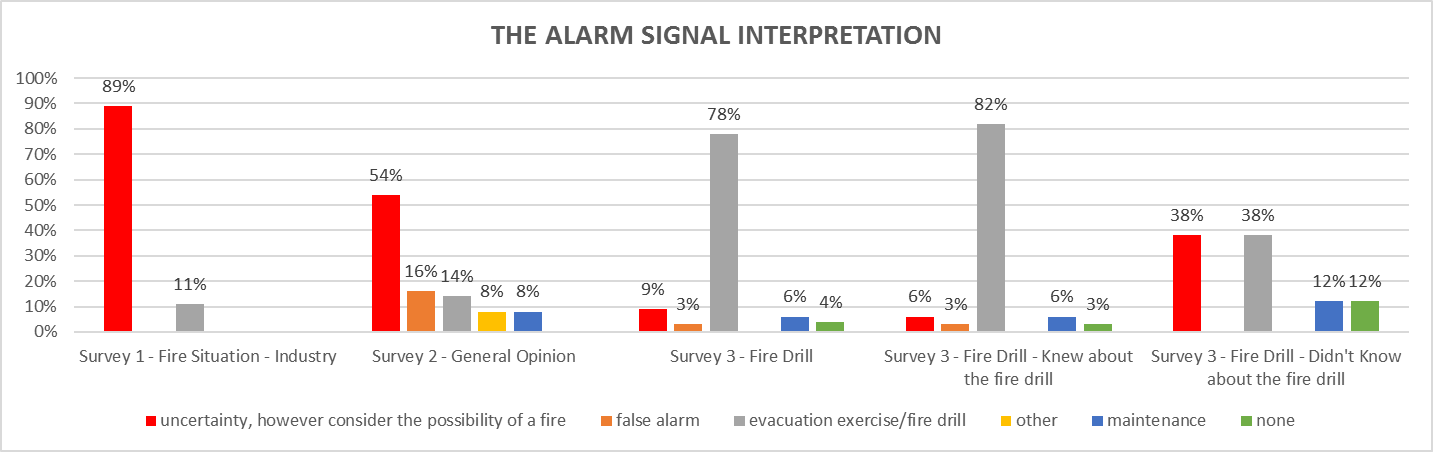 THE ALARM SIGNAL INTERPRETATION
100%
90%
80%
70%
60%
50%
40%
30%
20%
10%
0%
89%
11%
54%
16%
14%
8%
8%
9%
3%
78%
6%
4%
6%
3%
82%
6%
3%
38%
38%
12%
12%
Survey 1 - Fire Situation - Industry
Survey 2 - General Opinion
Survey 3 - Fire Drill
Survey 3 - Fire Drill - Knew about
the fire drill
Survey 3 - Fire Drill - Didn't Know
about the fire drill
uncertainty, however consider the possibility of a fire
false alarm
evacuation exercise/fire drill
other
maintenance
none